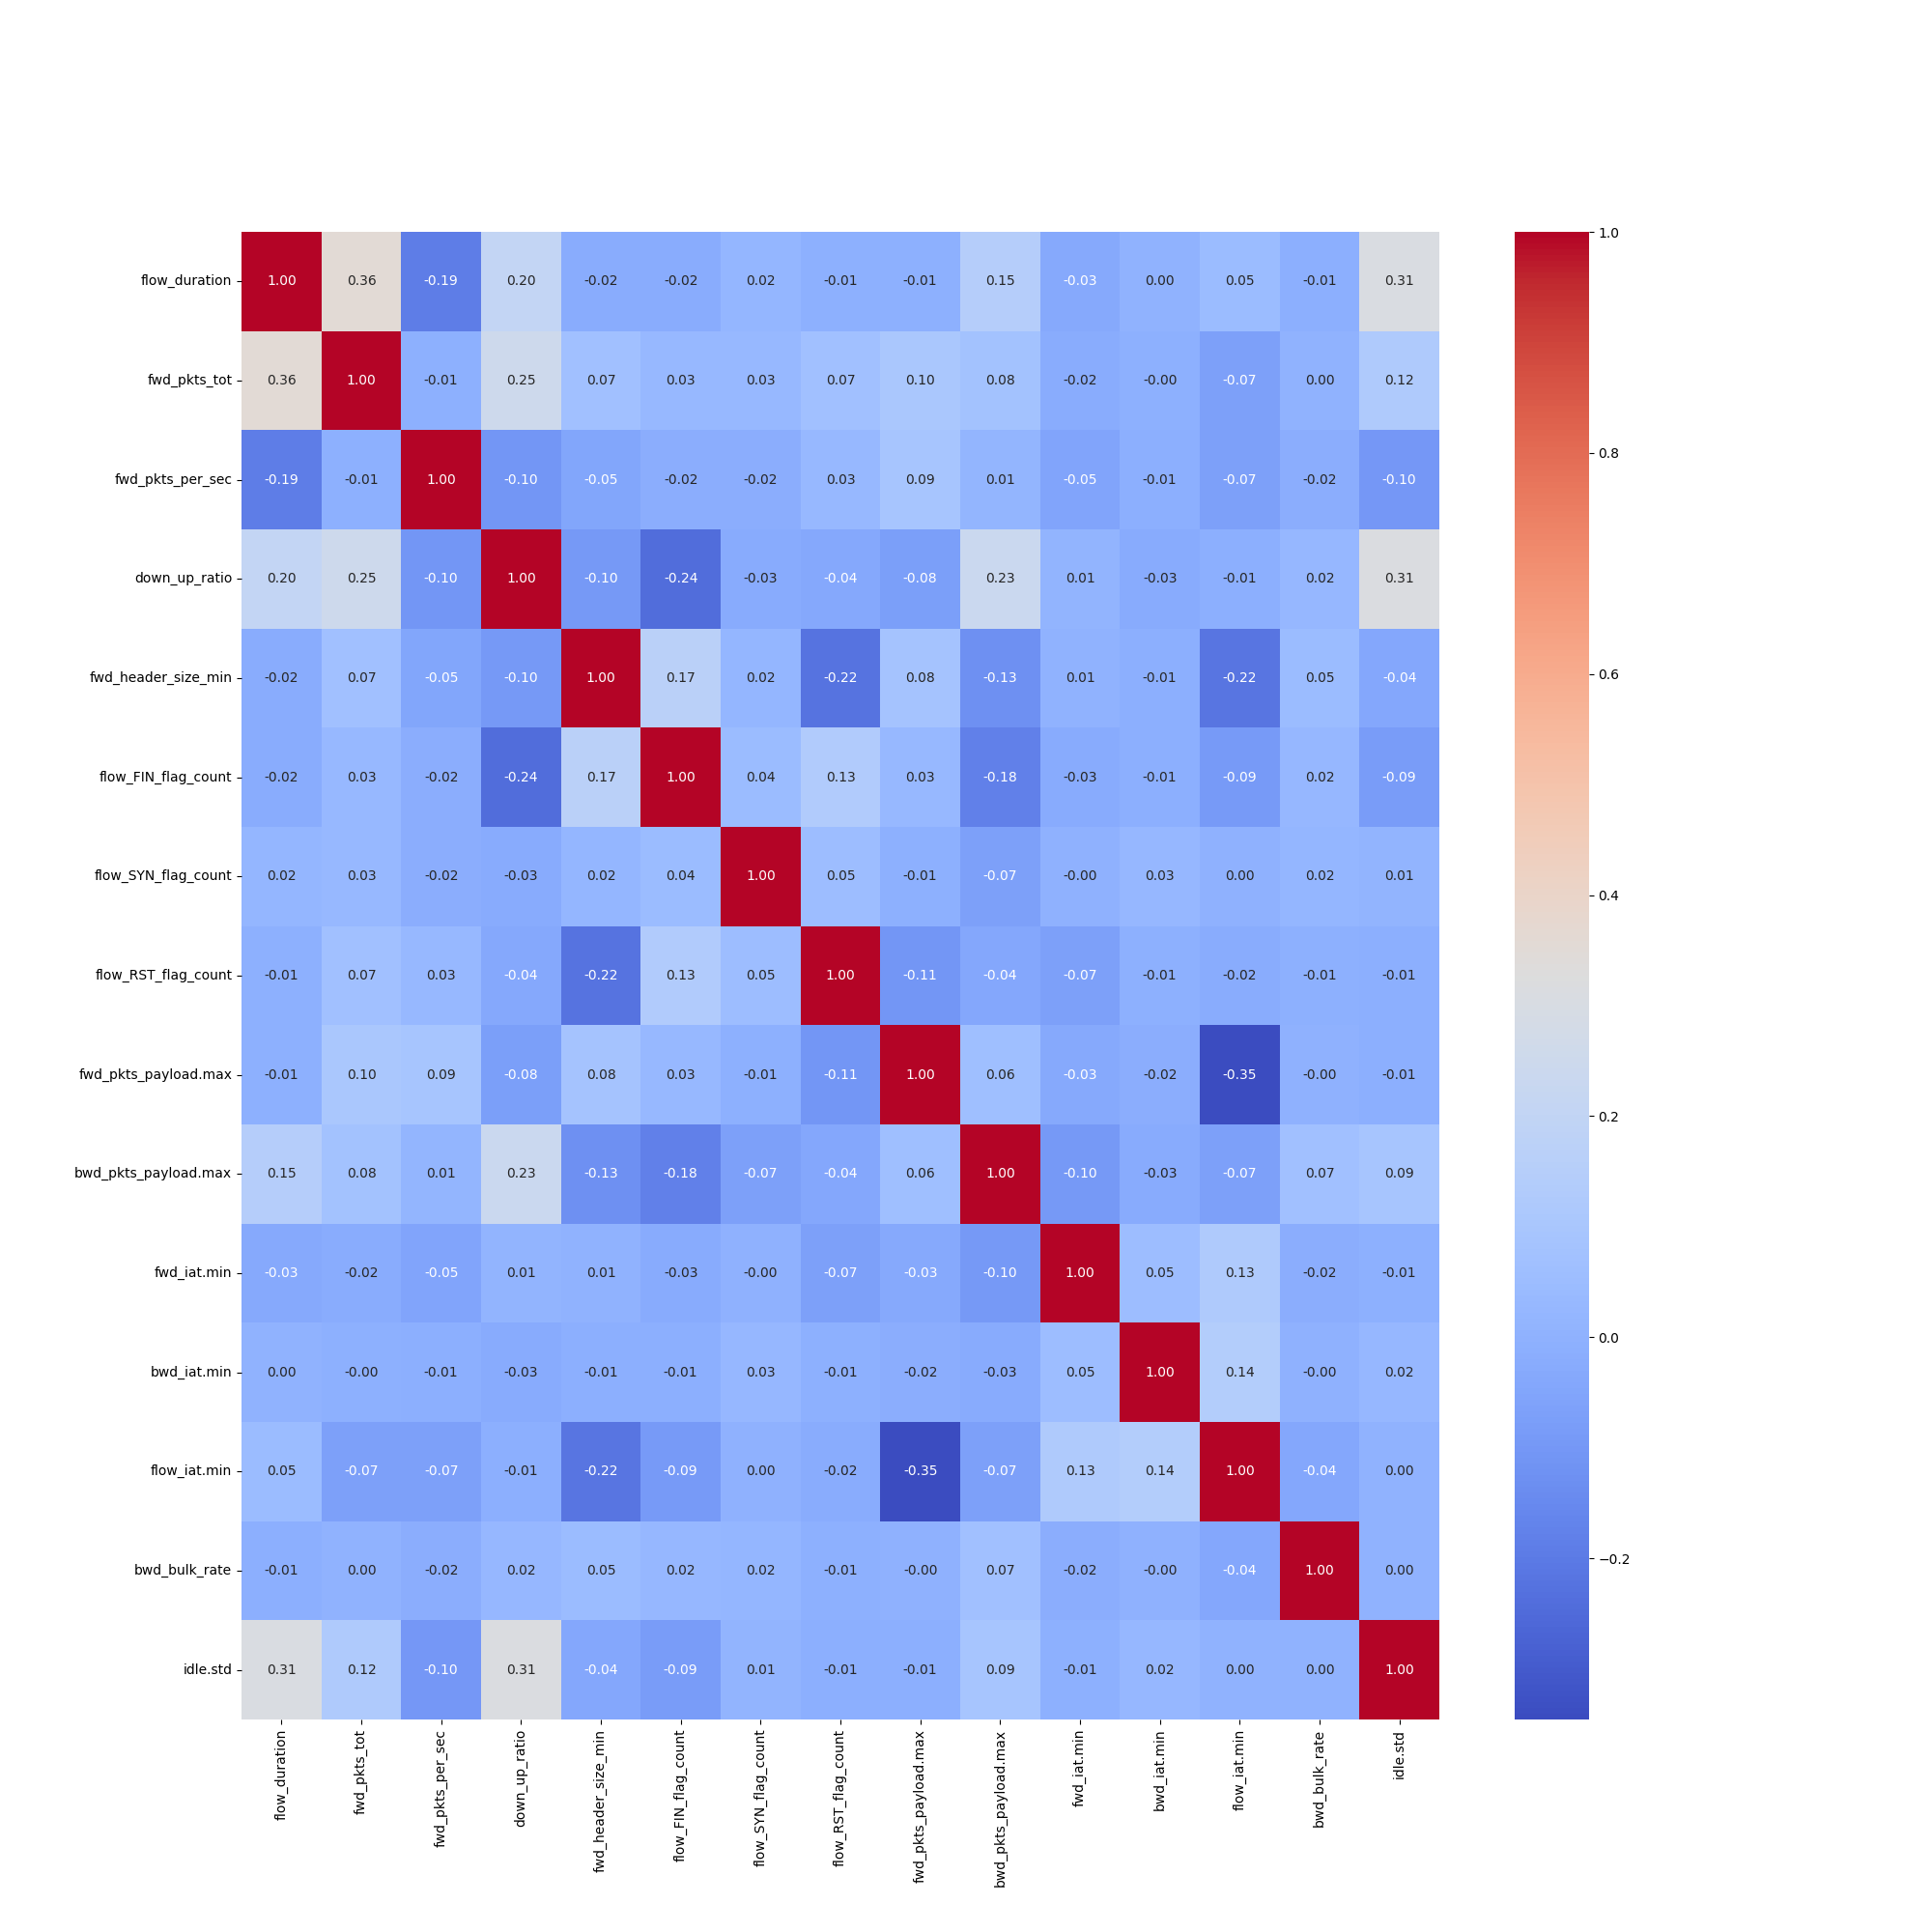 flow_duration 1.00 0.36 -0.19 0.20 -0.02 -0.02 0.02 -0.01 -0.01 0.15 -0.03 0.00 0.05 -0.01 0.31
fwd_pkts_tot 0.36 1.00 -0.01 0.25 0.07 0.03 0.03 0.07 0.10 0.08 -0.02 -0.00 -0.07 0.00 0.12
fwd_pkts_per_sec -0.19 -0.01 1.00 -0.10 -0.05 -0.02 -0.02 0.03 0.09 0.01 -0.05 -0.01 -0.07 -0.02 -0.10
down_up_ratio 0.20 0.25 -0.10 1.00 -0.10 -0.24 -0.03 -0.04 -0.08 0.23 0.01 -0.03 -0.01 0.02 0.31
fwd_header_size_min -0.02 0.07 -0.05 -0.10 1.00 0.17 0.02 -0.22 0.08 -0.13 0.01 -0.01 -0.22 0.05 -0.04
flow_FIN_flag_count -0.02 0.03 -0.02 -0.24 0.17 1.00 0.04 0.13 0.03 -0.18 -0.03 -0.01 -0.09 0.02 -0.09
flow_SYN_flag_count 0.02 0.03 -0.02 -0.03 0.02 0.04 1.00 0.05 -0.01 -0.07 -0.00 0.03 0.00 0.02 0.01
flow_RST_flag_count -0.01 0.07 0.03 -0.04 -0.22 0.13 0.05 1.00 -0.11 -0.04 -0.07 -0.01 -0.02 -0.01 -0.01
fwd_pkts_payload.max -0.01 0.10 0.09 -0.08 0.08 0.03 -0.01 -0.11 1.00 0.06 -0.03 -0.02 -0.35 -0.00 -0.01
bwd_pkts_payload.max 0.15 0.08 0.01 0.23 -0.13 -0.18 -0.07 -0.04 0.06 1.00 -0.10 -0.03 -0.07 0.07 0.09
fwd_iat.min -0.03 -0.02 -0.05 0.01 0.01 -0.03 -0.00 -0.07 -0.03 -0.10 1.00 0.05 0.13 -0.02 -0.01
bwd_iat.min 0.00 -0.00 -0.01 -0.03 -0.01 -0.01 0.03 -0.01 -0.02 -0.03 0.05 1.00 0.14 -0.00 0.02
flow_iat.min 0.05 -0.07 -0.07 -0.01 -0.22 -0.09 0.00 -0.02 -0.35 -0.07 0.13 0.14 1.00 -0.04 0.00
bwd_bulk_rate -0.01 0.00 -0.02 0.02 0.05 0.02 0.02 -0.01 -0.00 0.07 -0.02 -0.00 -0.04 1.00 0.00
idle.std 0.31 0.12 -0.10 0.31 -0.04 -0.09 0.01 -0.01 -0.01 0.09 -0.01 0.02 0.00 0.00 1.00
flow_duration
fwd_pkts_tot
fwd_pkts_per_sec
down_up_ratio
fwd_header_size_min
flow_FIN_flag_count
flow_SYN_flag_count
flow_RST_flag_count
fwd_pkts_payload.max
bwd_pkts_payload.max
fwd_iat.min
bwd_iat.min
flow_iat.min
bwd_bulk_rate
idle.std
1.0
0.8
0.6
0.4
0.2
0.0
−0.2